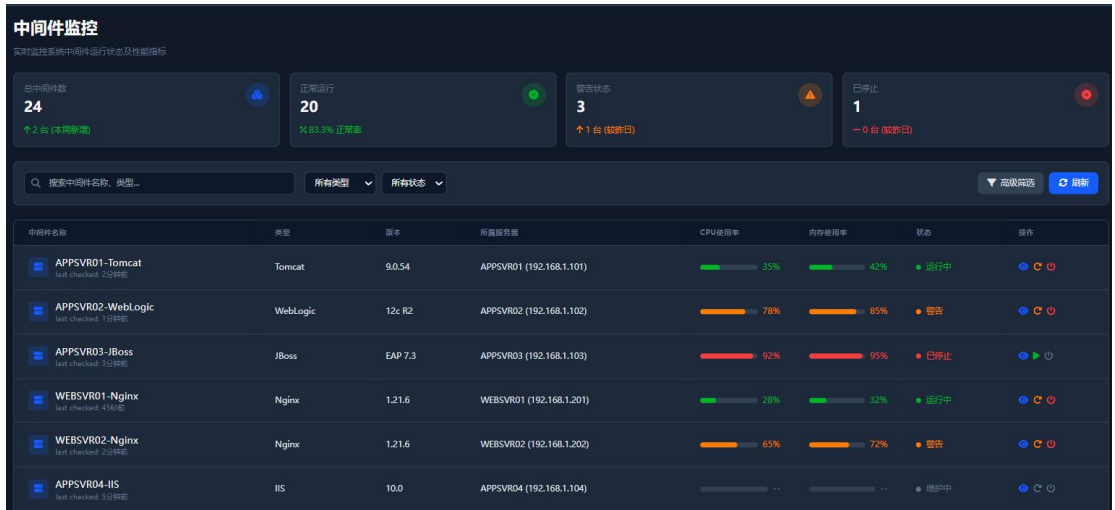 中间件监控
实时监控系统中间件运行状态及性能指标
总中间件数
24
2 台 (本周新增)
正常运行
20
83.3% 正常率
警告状态
3
1 台 (较昨日)
已停止
1
0 台 (较昨日)
搜索中间件名称、类型... 所有类型 所有状态 高级筛选 刷新
中间件名称 类型 版本 所属服务器 CPU使用率 内存使用率 状态 操作
APPSVR01-Tomcat Tomcat 9.0.54 APPSVR01 (192.168.1.101) 35% 42% 运行中
last checked: 2分钟前
APPSVR02-WebLogic WebLogic 12c R2 APPSVR02 (192.168.1.102) 78% 85% 警告
last checked: 1分钟前
APPSVR03-JBoss JBoss EAP 7.3 APPSVR03 (192.168.1.103) 92% 95% 已停止
last checked: 3分钟前
WEBSVR01-Nginx Nginx 1.21.6 WEBSVR01 (192.168.1.201) 28% 32% 运行中
last checked: 45秒前
WEBSVR02-Nginx Nginx 1.21.6 WEBSVR02 (192.168.1.202) 65% 72% 警告
last checked: 2分钟前
APPSVR04-IIS IIS 10.0 APPSVR04 (192.168.1.104) -- -- 维护中
last checked: 5分钟前